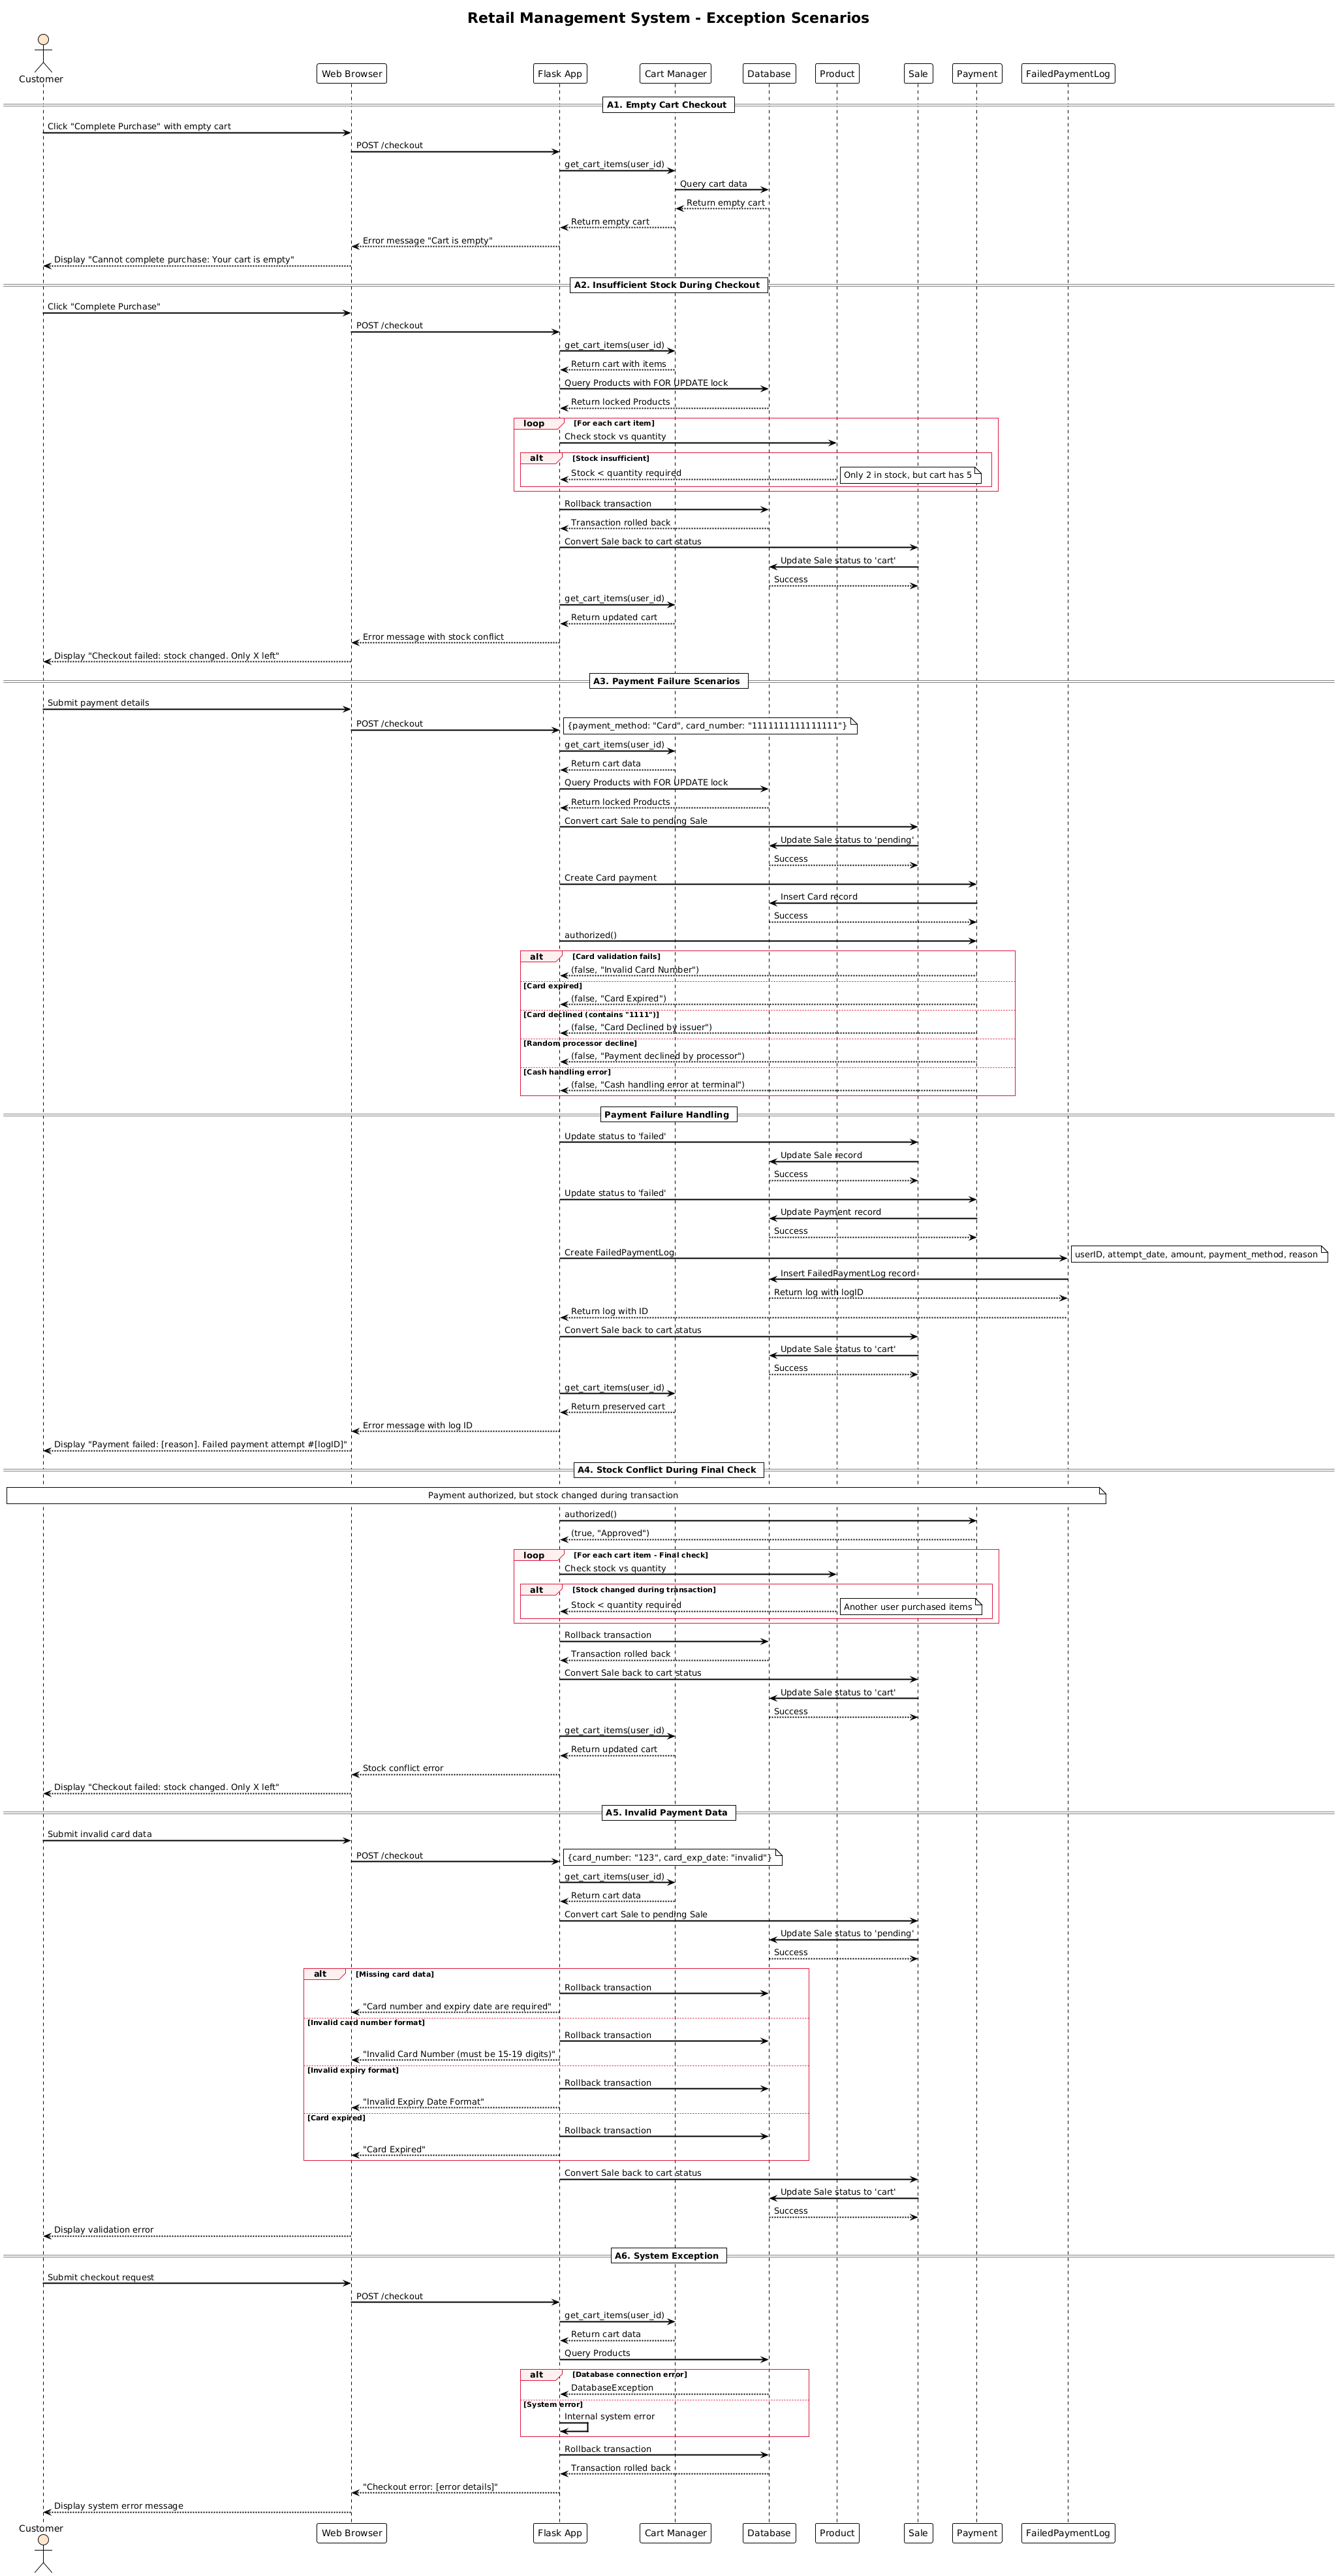 Retail Management System - Exception Scenarios
Customer
Web Browser
Flask App
Cart Manager
Database
Product
Sale
Payment
FailedPaymentLog
A1. Empty Cart Checkout
Click "Complete Purchase" with empty cart
POST /checkout
get_cart_items(user_id)
Query cart data
Return empty cart
Return empty cart
Error message "Cart is empty"
Display "Cannot complete purchase: Your cart is empty"
A2. Insufficient Stock During Checkout
Click "Complete Purchase"
POST /checkout
get_cart_items(user_id)
Return cart with items
Query Products with FOR UPDATE lock
Return locked Products
loop [For each cart item]
Check stock vs quantity
alt [Stock insufficient]
Stock < quantity required
Only 2 in stock, but cart has 5
Rollback transaction
Transaction rolled back
Convert Sale back to cart status
Update Sale status to 'cart'
Success
get_cart_items(user_id)
Return updated cart
Error message with stock conflict
Display "Checkout failed: stock changed. Only X left"
A3. Payment Failure Scenarios
Submit payment details
POST /checkout
{payment_method: "Card", card_number: "1111111111111111"}
get_cart_items(user_id)
Return cart data
Query Products with FOR UPDATE lock
Return locked Products
Convert cart Sale to pending Sale
Update Sale status to 'pending'
Success
Create Card payment
Insert Card record
Success
authorized()
alt [Card validation fails]
(false, "Invalid Card Number")
[Card expired]
(false, "Card Expired")
[Card declined (contains "1111")]
(false, "Card Declined by issuer")
[Random processor decline]
(false, "Payment declined by processor")
[Cash handling error]
(false, "Cash handling error at terminal")
Payment Failure Handling
Update status to 'failed'
Update Sale record
Success
Update status to 'failed'
Update Payment record
Success
Create FailedPaymentLog
userID, attempt_date, amount, payment_method, reason
Insert FailedPaymentLog record
Return log with logID
Return log with ID
Convert Sale back to cart status
Update Sale status to 'cart'
Success
get_cart_items(user_id)
Return preserved cart
Error message with log ID
Display "Payment failed: [reason]. Failed payment attempt #[logID]"
A4. Stock Conflict During Final Check
Payment authorized, but stock changed during transaction
authorized()
(true, "Approved")
loop [For each cart item - Final check]
Check stock vs quantity
alt [Stock changed during transaction]
Stock < quantity required
Another user purchased items
Rollback transaction
Transaction rolled back
Convert Sale back to cart status
Update Sale status to 'cart'
Success
get_cart_items(user_id)
Return updated cart
Stock conflict error
Display "Checkout failed: stock changed. Only X left"
A5. Invalid Payment Data
Submit invalid card data
POST /checkout
{card_number: "123", card_exp_date: "invalid"}
get_cart_items(user_id)
Return cart data
Convert cart Sale to pending Sale
Update Sale status to 'pending'
Success
alt [Missing card data]
Rollback transaction
"Card number and expiry date are required"
[Invalid card number format]
Rollback transaction
"Invalid Card Number (must be 15-19 digits)"
[Invalid expiry format]
Rollback transaction
"Invalid Expiry Date Format"
[Card expired]
Rollback transaction
"Card Expired"
Convert Sale back to cart status
Update Sale status to 'cart'
Success
Display validation error
A6. System Exception
Submit checkout request
POST /checkout
get_cart_items(user_id)
Return cart data
Query Products
alt [Database connection error]
DatabaseException
[System error]
Internal system error
Rollback transaction
Transaction rolled back
"Checkout error: [error details]"
Display system error message
Customer
Web Browser
Flask App
Cart Manager
Database
Product
Sale
Payment
FailedPaymentLog